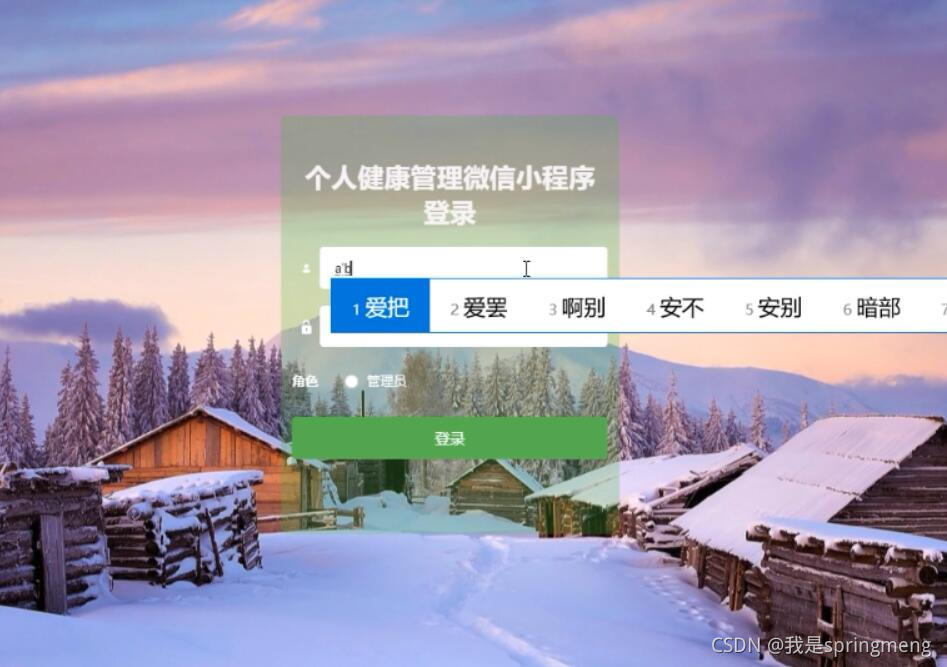 个人健康管理微信小程序
登录
a'b
1 爱把 2 爱罢 3 啊别 4 安不 5 安别 6 暗部 7
角色 管理员
登录
CSDN @我是springmeng